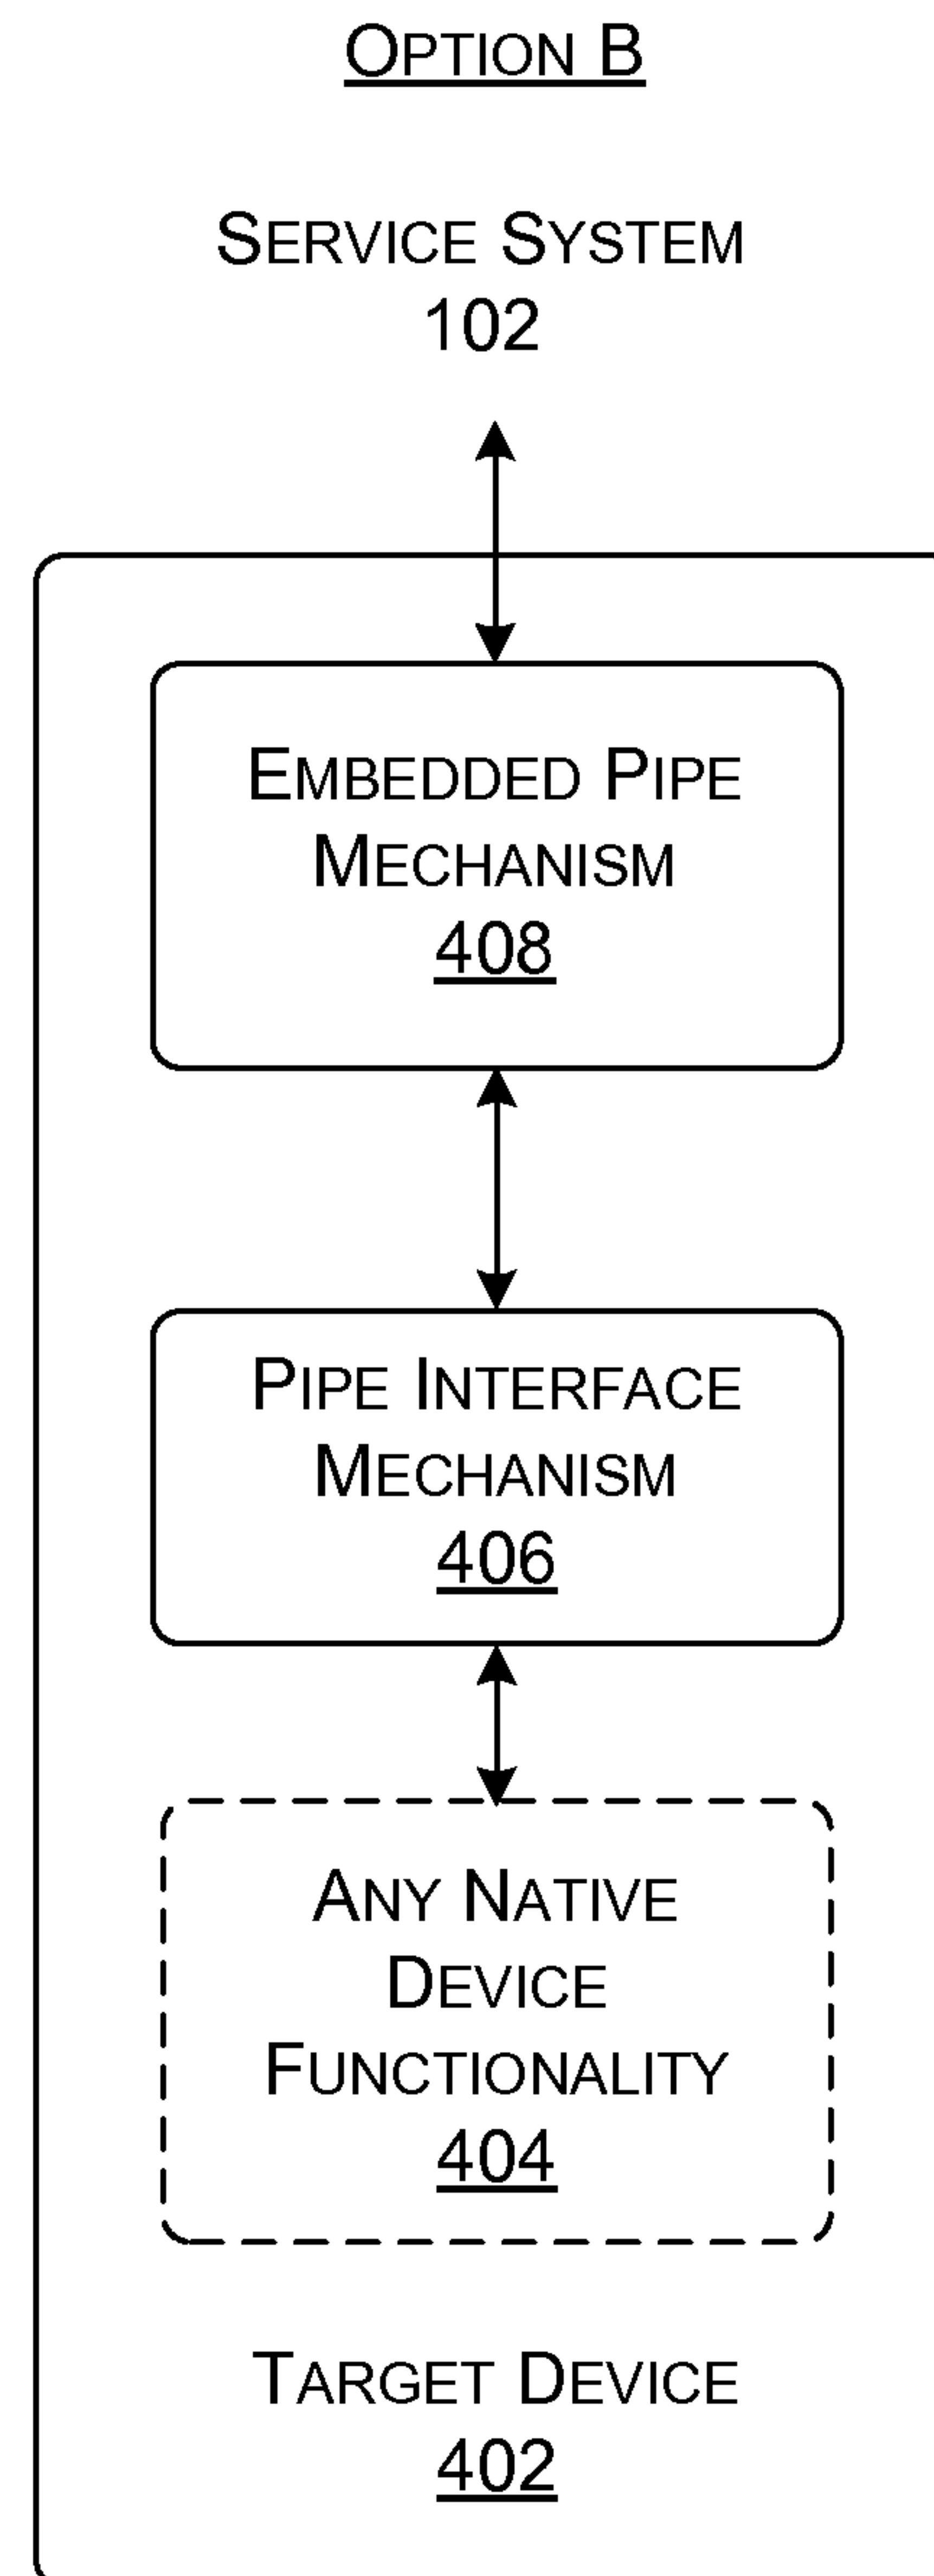 OPTION B
SERVICE SYSTEM
102
EMBEDDED PIPE
MECHANISM
408
PIPE INTERFACE
MECHANISM
406
ANY NATIVE
DEVICE
FUNCTIONALITY
404
TARGET DEVICE
402